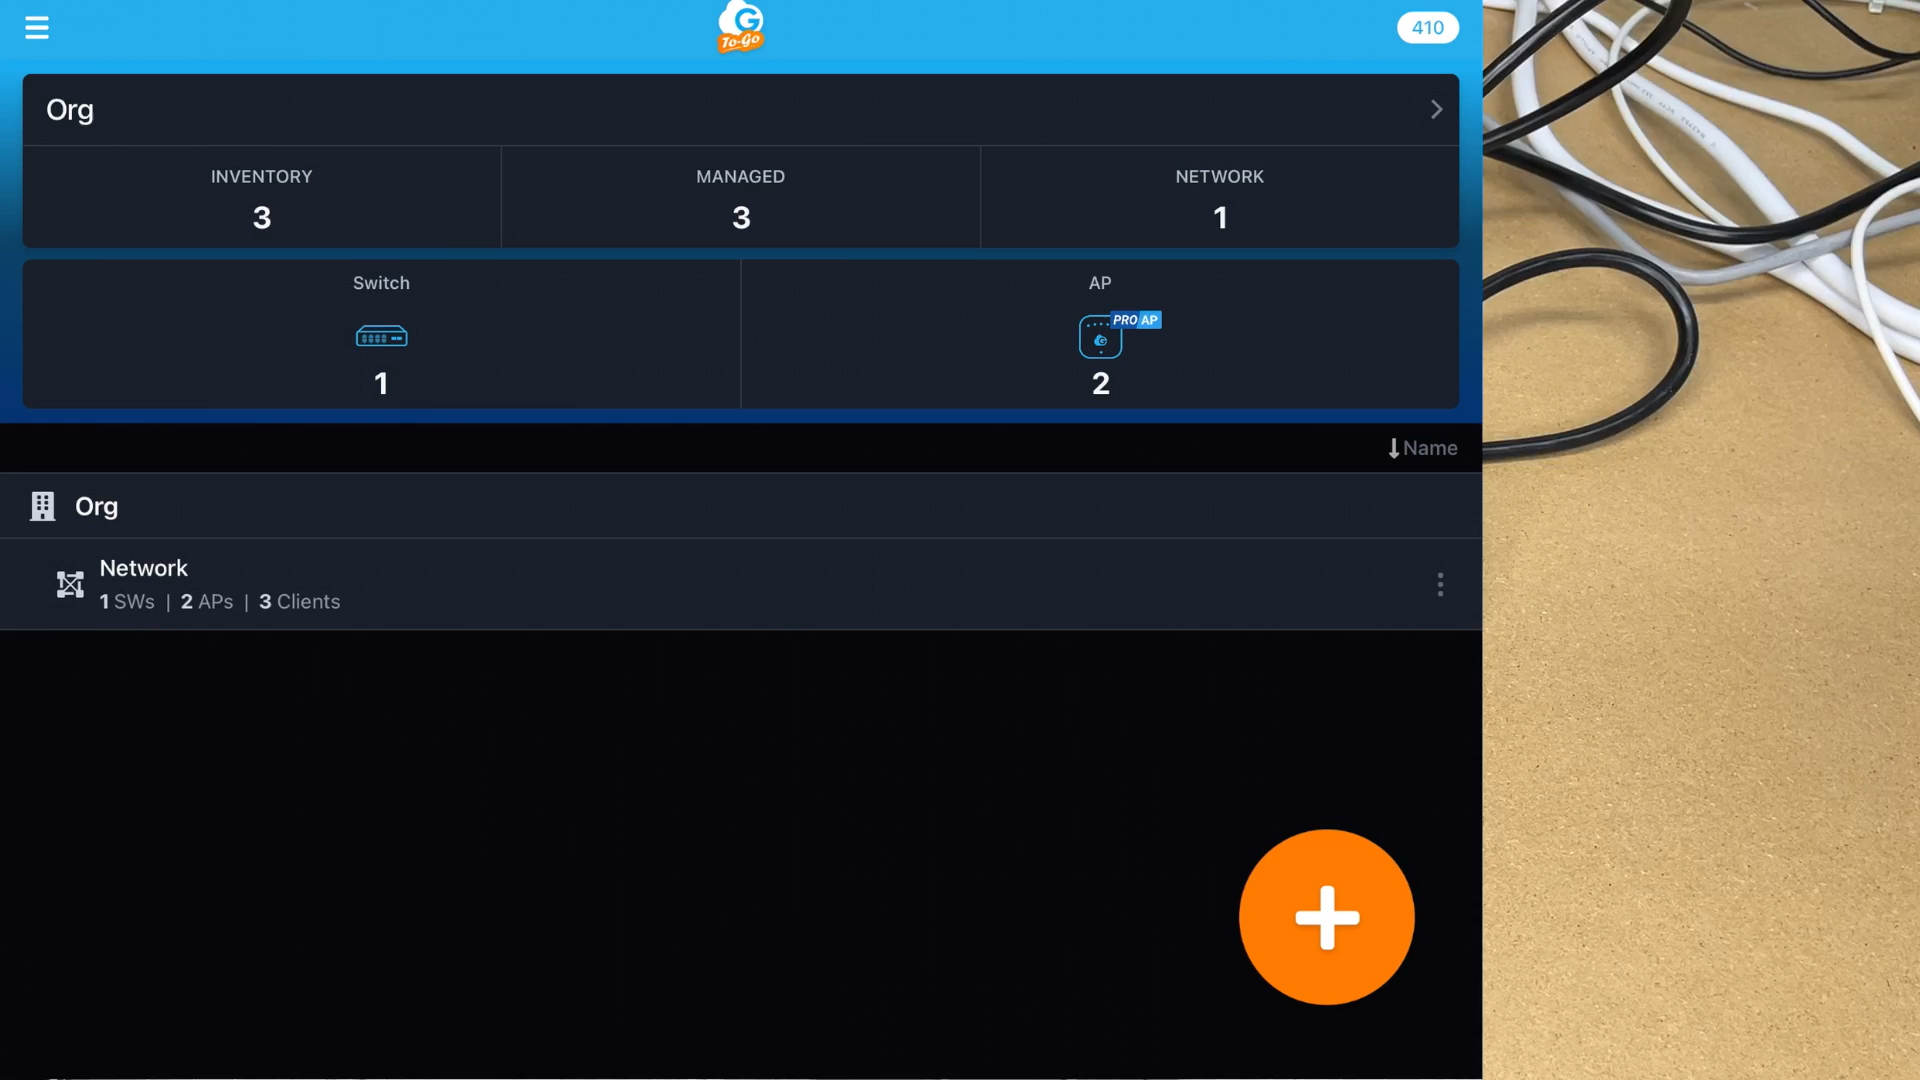 G
To-Go
410
Org
INVENTORY
3
MANAGED
3
NETWORK
1
Switch
1
AP
PRO AP
G
2
Name
Org
Network
1 SWs | 2 APs | 3 Clients